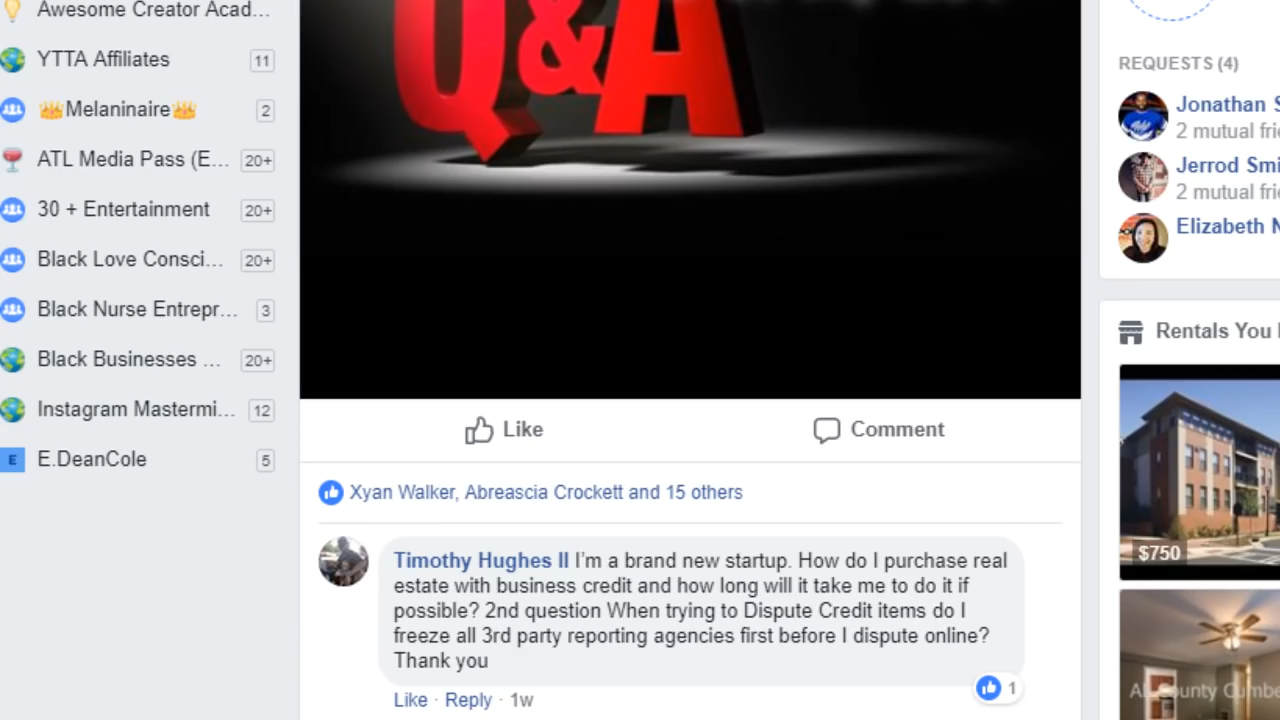 Awesome Creator Acad...
YTTA Affiliates 11
👑Melaninaire👑 2
ATL Media Pass (E... 20+
30 + Entertainment 20+
Black Love Consci... 20+
Black Nurse Entrepr... 3
Black Businesses ... 20+
Instagram Mastermi... 12
E E.DeanCole 5
Q&A
Like Comment
Xyan Walker, Abreascia Crockett and 15 others
Timothy Hughes II I'm a brand new startup. How do I purchase real
estate with business credit and how long will it take me to do it if
possible? 2nd question When trying to Dispute Credit items do I
freeze all 3rd party reporting agencies first before I dispute online?
Thank you
1
Like · Reply · 1w
REQUESTS (4)
Jonathan S
2 mutual frie
Jerrod Smi
2 mutual frie
Elizabeth N
Rentals You
$750
County Cumbe